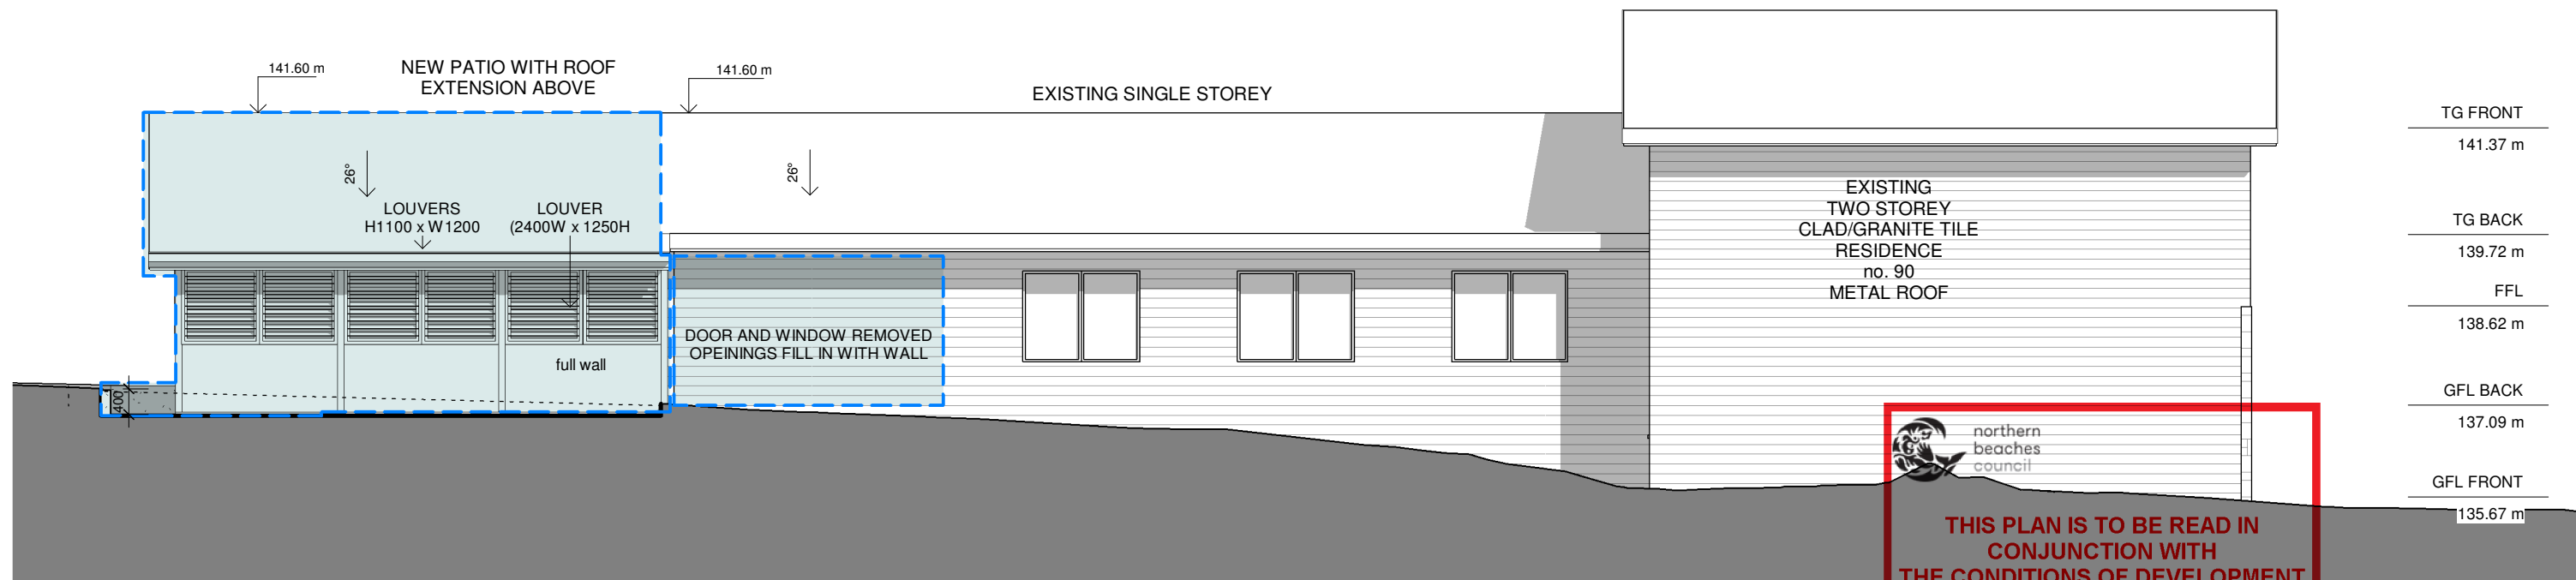 141.60 m
NEW PATIO WITH ROOF
EXTENSION ABOVE
141.60 m
EXISTING SINGLE STOREY
26°
26°
LOUVERS
H1100 x W1200
LOUVER
(2400W x 1250H
DOOR AND WINDOW REMOVED
OPEININGS FILL IN WITH WALL
full wall
400
EXISTING
TWO STOREY
CLAD/GRANITE TILE
RESIDENCE
no. 90
METAL ROOF
TG FRONT
141.37 m
TG BACK
139.72 m
FFL
138.62 m
GFL BACK
137.09 m
GFL FRONT
135.67 m
northern
beaches
council
THIS PLAN IS TO BE READ IN
CONJUNCTION WITH
THE CONDITIONS OF DEVELOPMENT